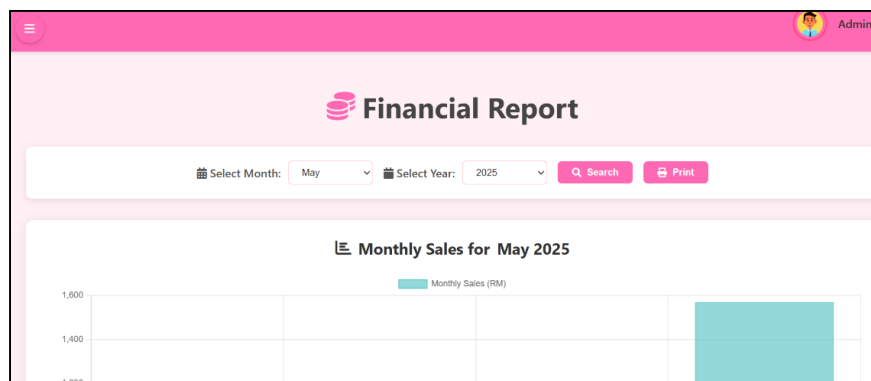 Admin
Financial Report
Select Month: May Select Year: 2025 Search Print
Monthly Sales for May 2025
Monthly Sales (RM)
1,600
1,400